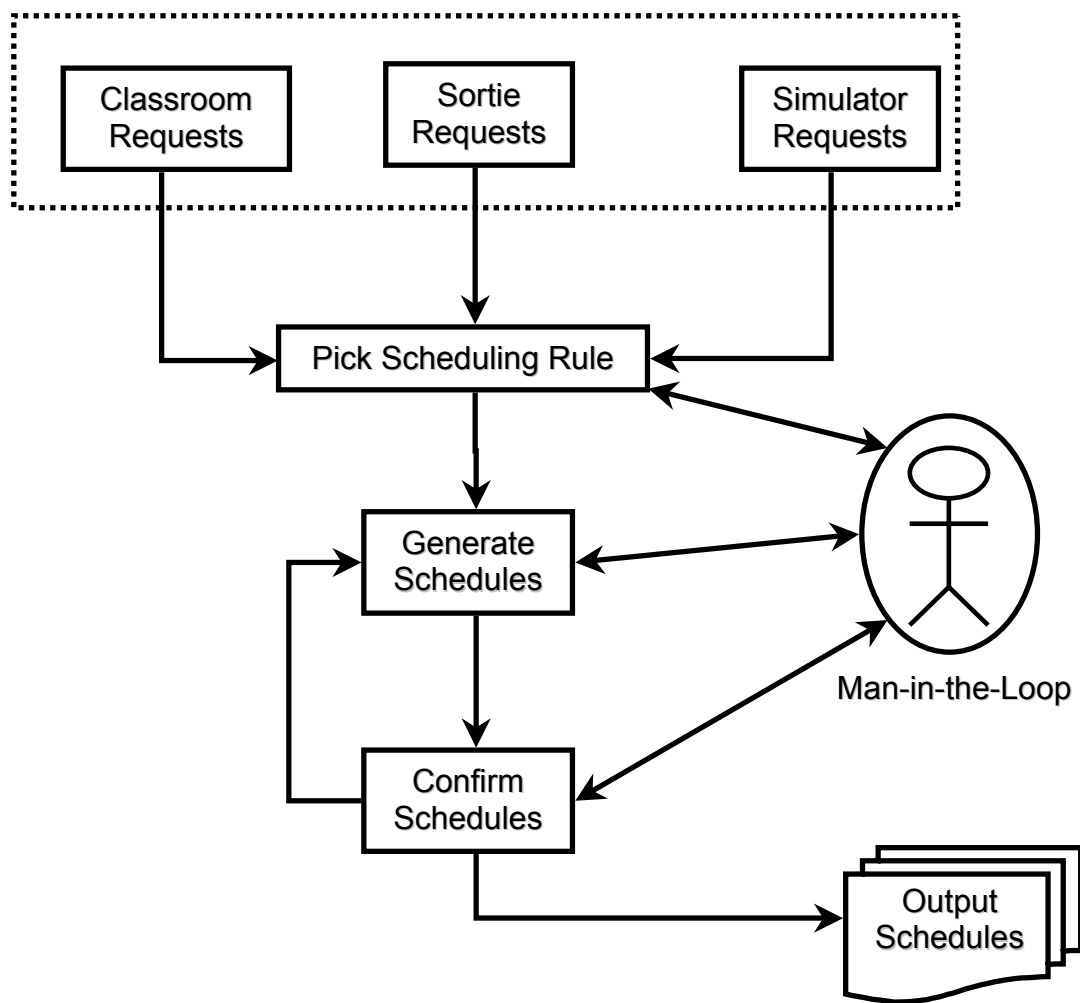 Classroom
Requests
Sortie
Requests
Simulator
Requests
Pick Scheduling Rule
Generate
Schedules
Man-in-the-Loop
Confirm
Schedules
Output
Schedules